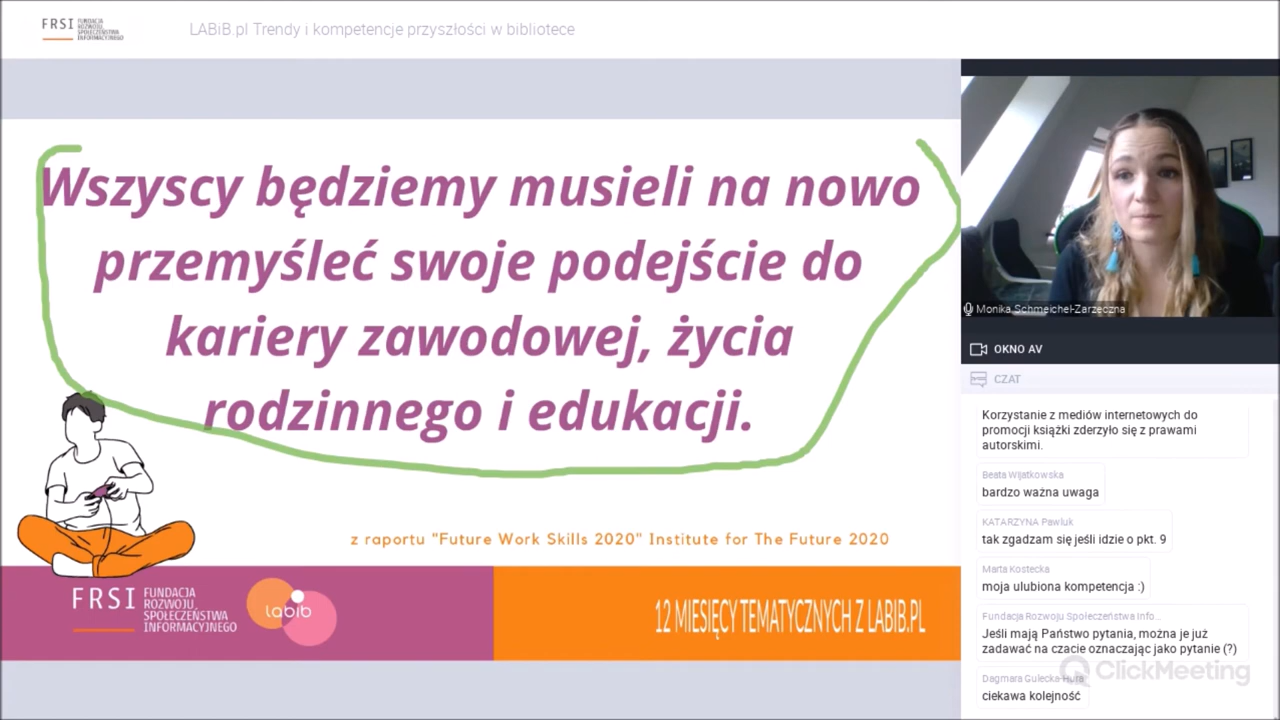 FRSI FUNDACJA
ROZWOJU
SPOŁECZEŃSTWA
INFORMACYJNEGO
LABiB.pl Trendy i kompetencje przyszłości w bibliotece
Wszyscy będziemy musieli na nowo
przemyśleć swoje podejście do
kariery zawodowej, życia
rodzinnego i edukacji.
z raportu "Future Work Skills 2020" Institute for The Future 2020
FRSI FUNDACJA
ROZWOJU
SPOŁECZEŃSTWA
INFORMACYJNEGO
labib
12 MIESIĘCY TEMATYCZNYCH Z LABIB.PL
Monika Schmeichel-Zarzeczna
OKNO AV
CZAT
Korzystanie z mediów internetowych do
promocji książki zderzyło się z prawami
autorskimi.
Beata Wijatkowska
bardzo ważna uwaga
KATARZYNA Pawluk
tak zgadzam się jeśli idzie o pkt. 9
Marta Kostecka
moja ulubiona kompetencja :)
Fundacja Rozwoju Społeczeństwa Info...
Jeśli mają Państwo pytania, można je już
zadawać na czacie oznaczając jako pytanie (?)
ClickMeeting
Dagmara Gulecka-Hura
ciekawa kolejność